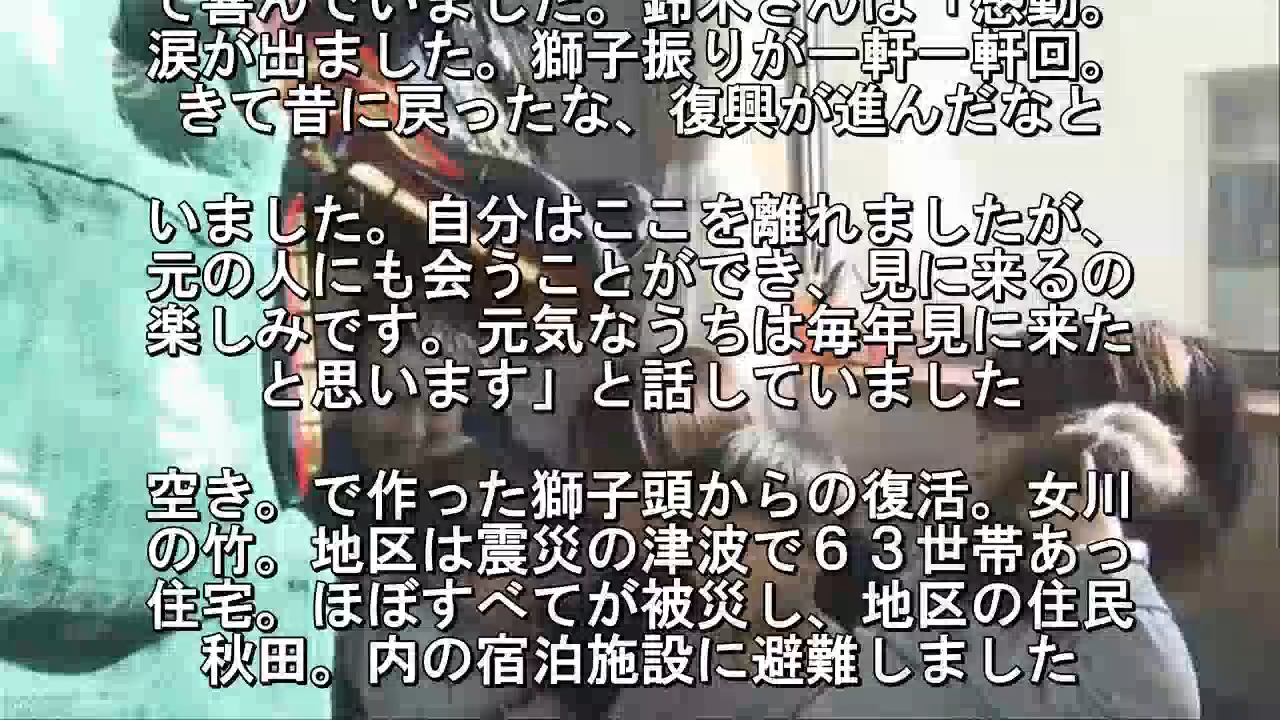 て喜んでいました。鈴木さんは「感動。
涙が出ました。獅子振りが一軒一軒回。
きて昔に戻ったな、復興が進んだなと
いました。自分はここを離れましたが、
元の人にも会うことができ、見に来るの
楽しみです。元気なうちは毎年見に来た
と思います」と話していました
空き。で作った獅子頭からの復活。女川
の竹。地区は震災の津波で６３世帯あっ
住宅。ほぼすべてが被災し、地区の住民
秋田。内の宿泊施設に避難しました